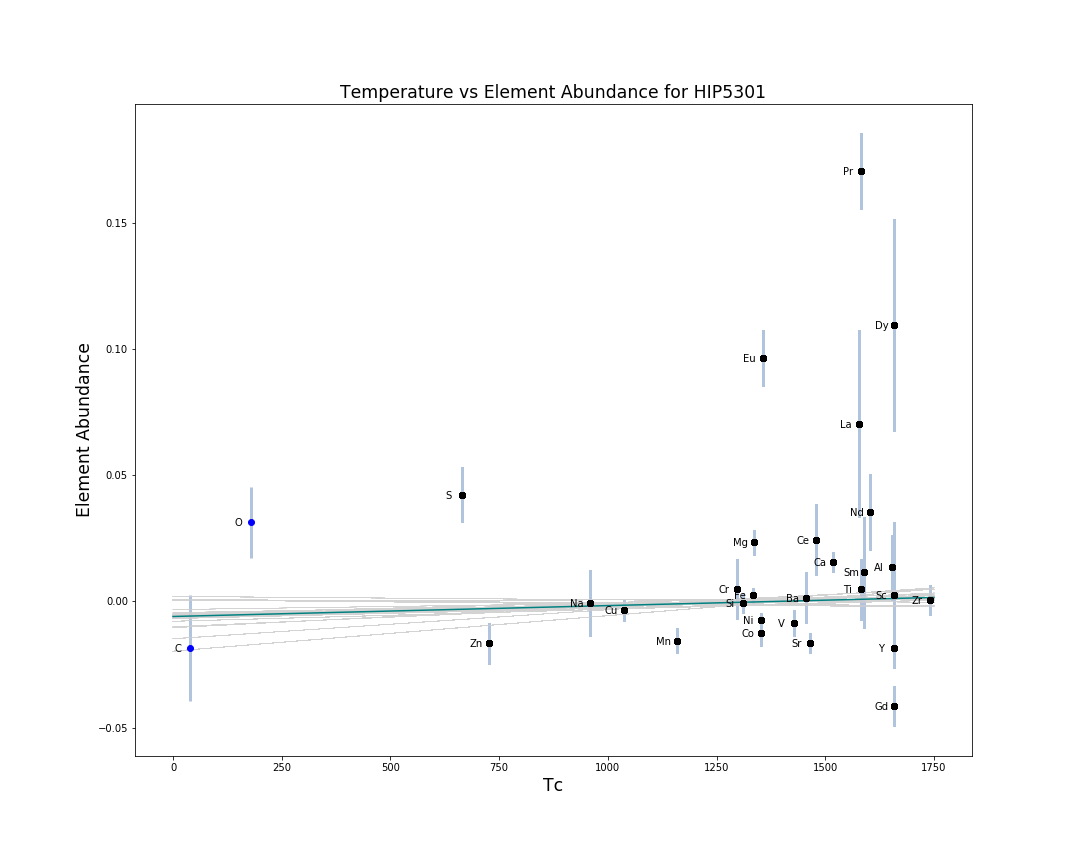 Temperature vs Element Abundance for HIP5301
Pr
0.15
Dy
0.10
Eu
La
0.05
S
Nd
O
Ce
Mg
Ca
Sm
Al
Cr
Ti
Fe
Sc
Ba
Zr
0.00
Na
Si
Cu
Ni
V
Co
Mn
Zn
Sr
C
Y
Gd
−0.05
0 250 500 750 1000 1250 1500 1750
Tc
Element Abundance